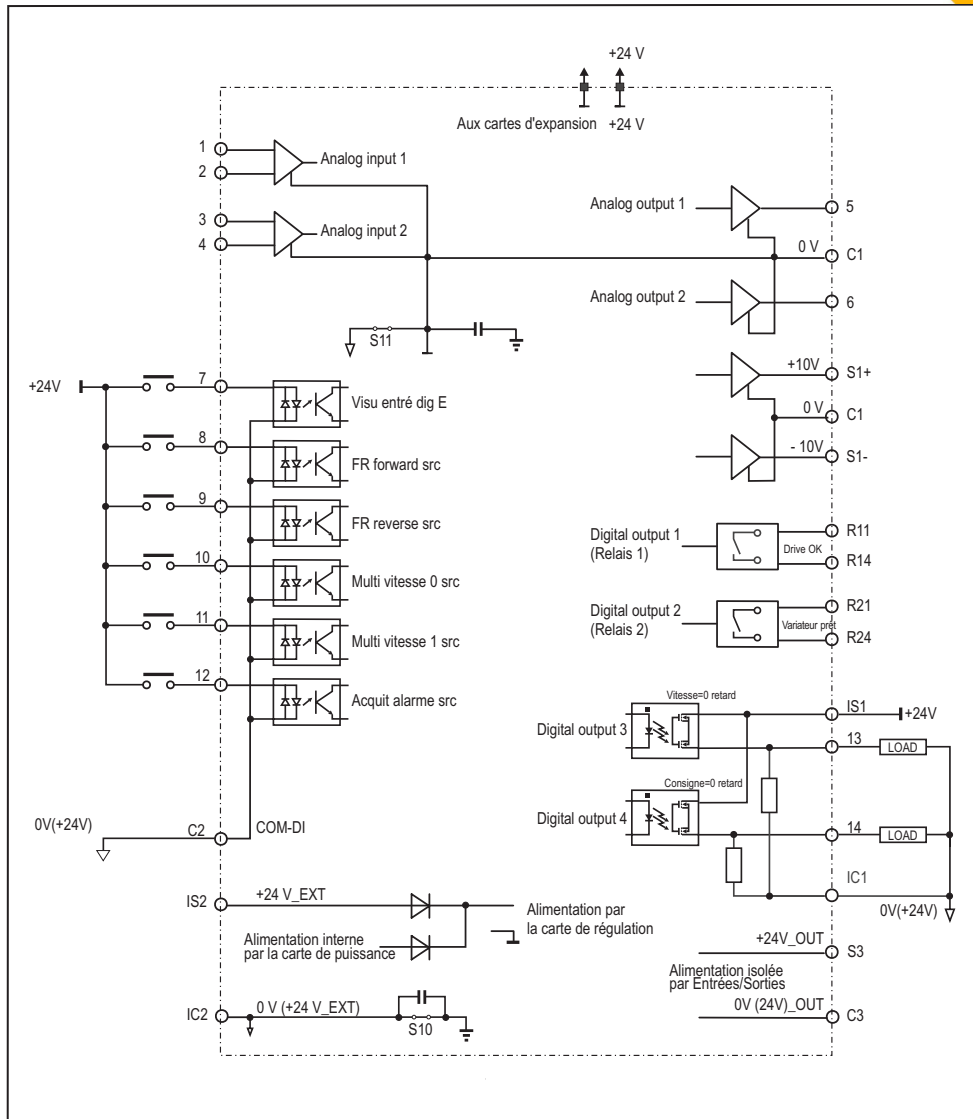 +24 V
Aux cartes d'expansion
+24 V
1
Analog input 1
2
3
Analog input 2
4
S11
+24V
7
Visu entré dig E
8
FR forward src
9
FR reverse src
10
Multi vitesse 0 src
11
Multi vitesse 1 src
12
Acquit alarme src
0V(+24V)
C2
COM-DI
IS2
+24 V_EXT
Alimentation interne
par la carte de puissance
Alimentation par
la carte de régulation
IC2
0 V (+24 V_EXT)
S10
Analog output 1
5
0 V
C1
Analog output 2
6
+10V
S1+
0 V
C1
- 10V
S1-
Digital output 1
(Relais 1)
Drive OK
R11
R14
Digital output 2
(Relais 2)
Variateur prêt
R21
R24
Vitesse=0 retard
IS1
+24V
Digital output 3
13
LOAD
Consigne=0 retard
Digital output 4
14
LOAD
IC1
0V(+24V)
+24V_OUT
S3
Alimentation isolée
par Entrées/Sorties
0V (24V)_OUT
C3